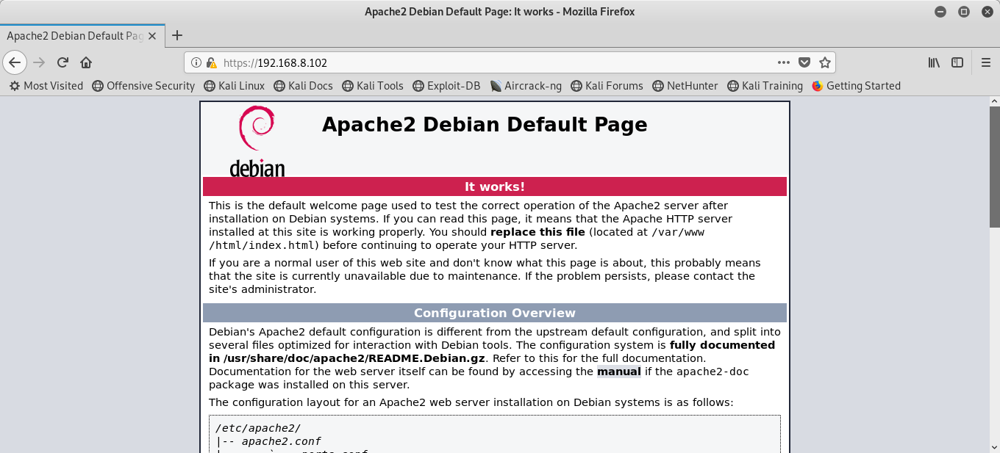 Apache2 Debian Default Page: It works - Mozilla Firefox
Apache2 Debian Default Pag
https://192.168.8.102
Most Visited Offensive Security Kali Linux Kali Docs Kali Tools Exploit-DB Aircrack-ng Kali Forums NetHunter Kali Training Getting Started
debian
Apache2 Debian Default Page
It works!
This is the default welcome page used to test the correct operation of the Apache2 server after
installation on Debian systems. If you can read this page, it means that the Apache HTTP server
installed at this site is working properly. You should replace this file (located at /var/www
/html/index.html) before continuing to operate your HTTP server.
If you are a normal user of this web site and don't know what this page is about, this probably means
that the site is currently unavailable due to maintenance. If the problem persists, please contact the
site's administrator.
Configuration Overview
Debian's Apache2 default configuration is different from the upstream default configuration, and split into
several files optimized for interaction with Debian tools. The configuration system is fully documented
in /usr/share/doc/apache2/README.Debian.gz. Refer to this for the full documentation.
Documentation for the web server itself can be found by accessing the manual if the apache2-doc
package was installed on this server.
The configuration layout for an Apache2 web server installation on Debian systems is as follows:
/etc/apache2/
|-- apache2.conf